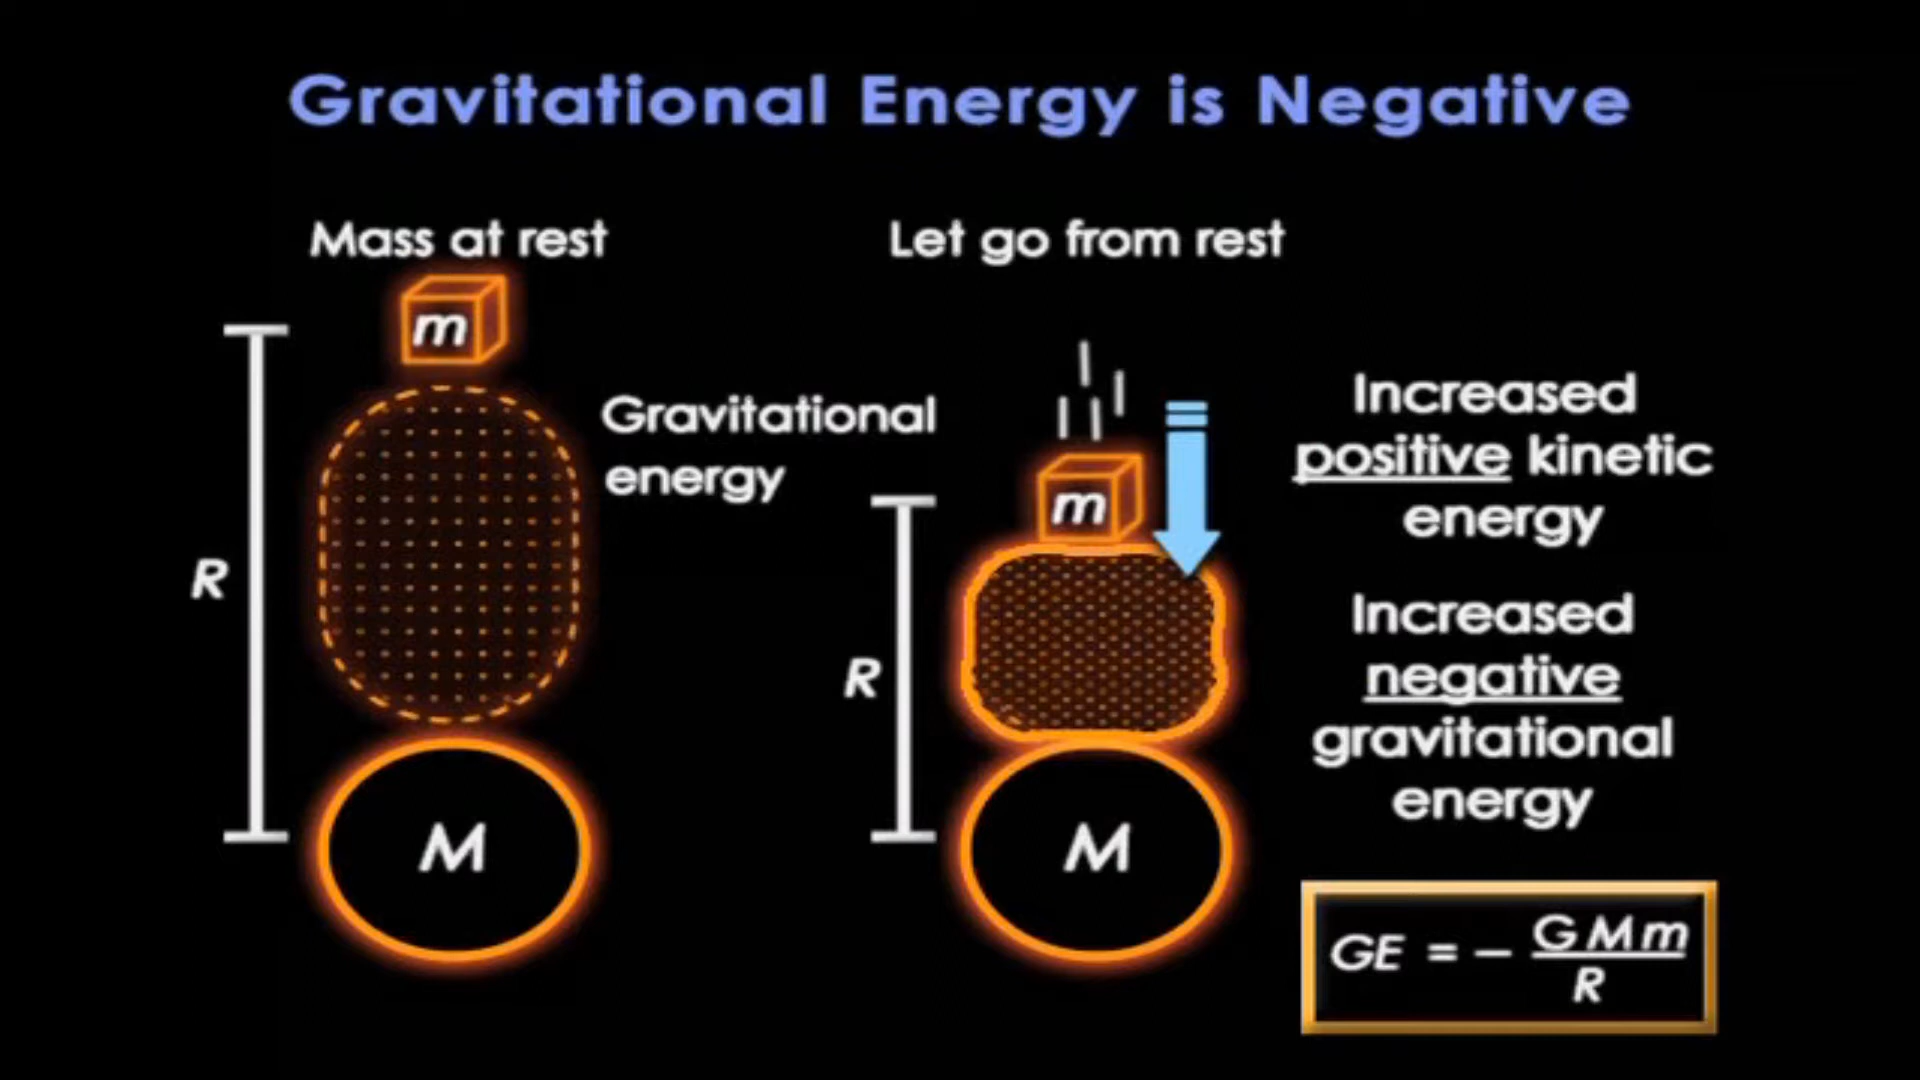 Gravitational Energy is Negative
Mass at rest
m
R
Gravitational
energy
M
Let go from rest
m
R
M
Increased
positive kinetic
energy
Increased
negative
gravitational
energy
GE = - GMm
R